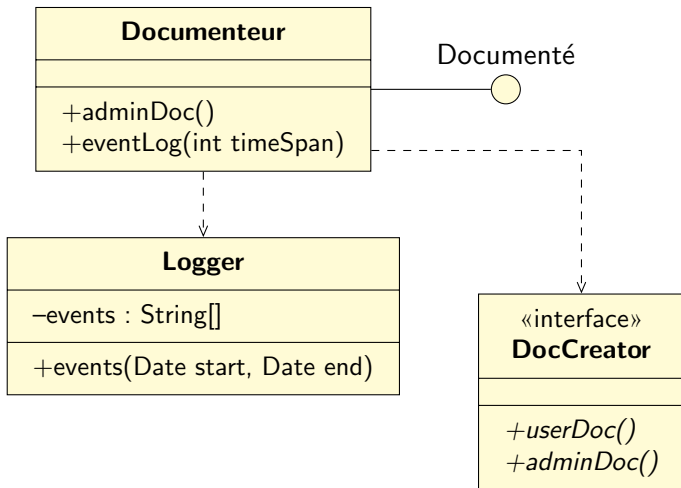 Documenteur
Documenté
+adminDoc()
+eventLog(int timeSpan)
Logger
–events : String[]
+events(Date start, Date end)
«interface»
DocCreator
+userDoc()
+adminDoc()